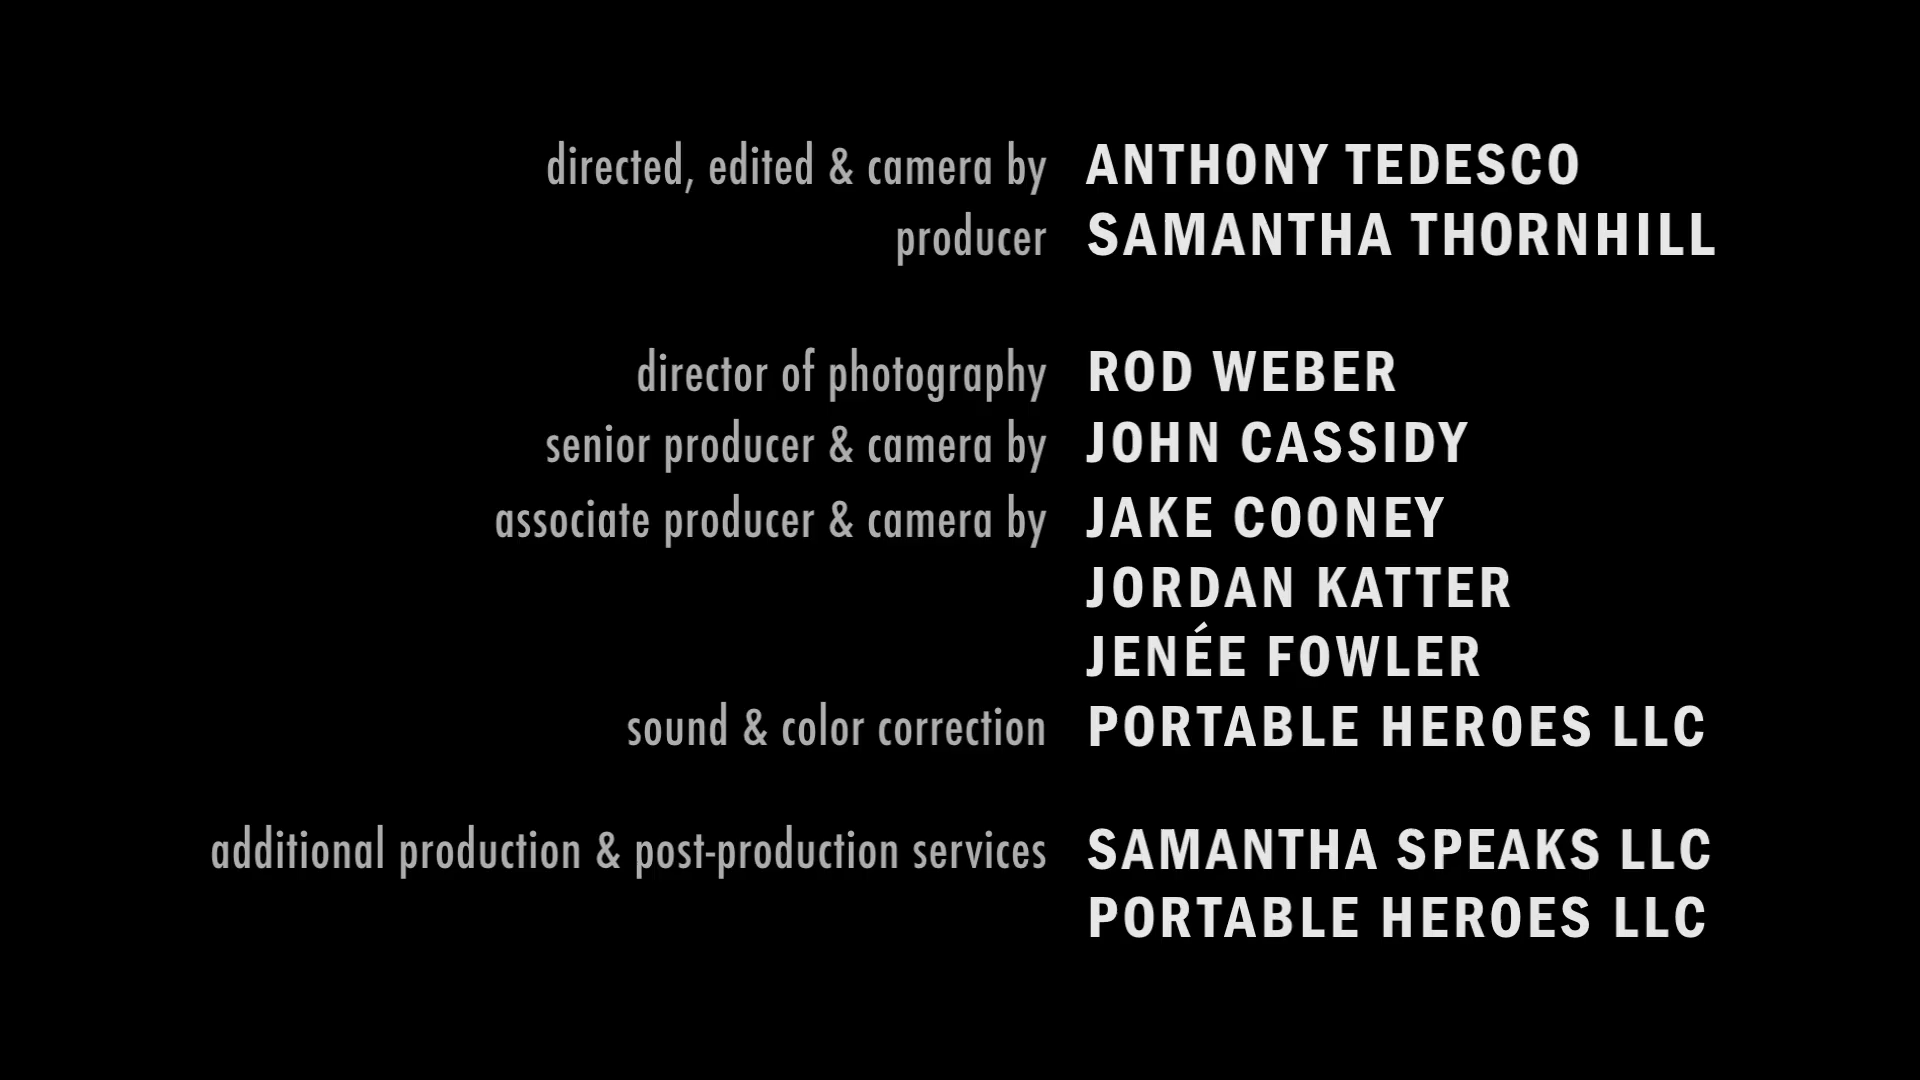 directed, edited & camera by ANTHONY TEDESCO
producer SAMANTHA THORNHILL
director of photography ROD WEBER
senior producer & camera by JOHN CASSIDY
associate producer & camera by JAKE COONEY
JORDAN KATTER
JENÉE FOWLER
sound & color correction PORTABLE HEROES LLC
additional production & post-production services SAMANTHA SPEAKS LLC
PORTABLE HEROES LLC